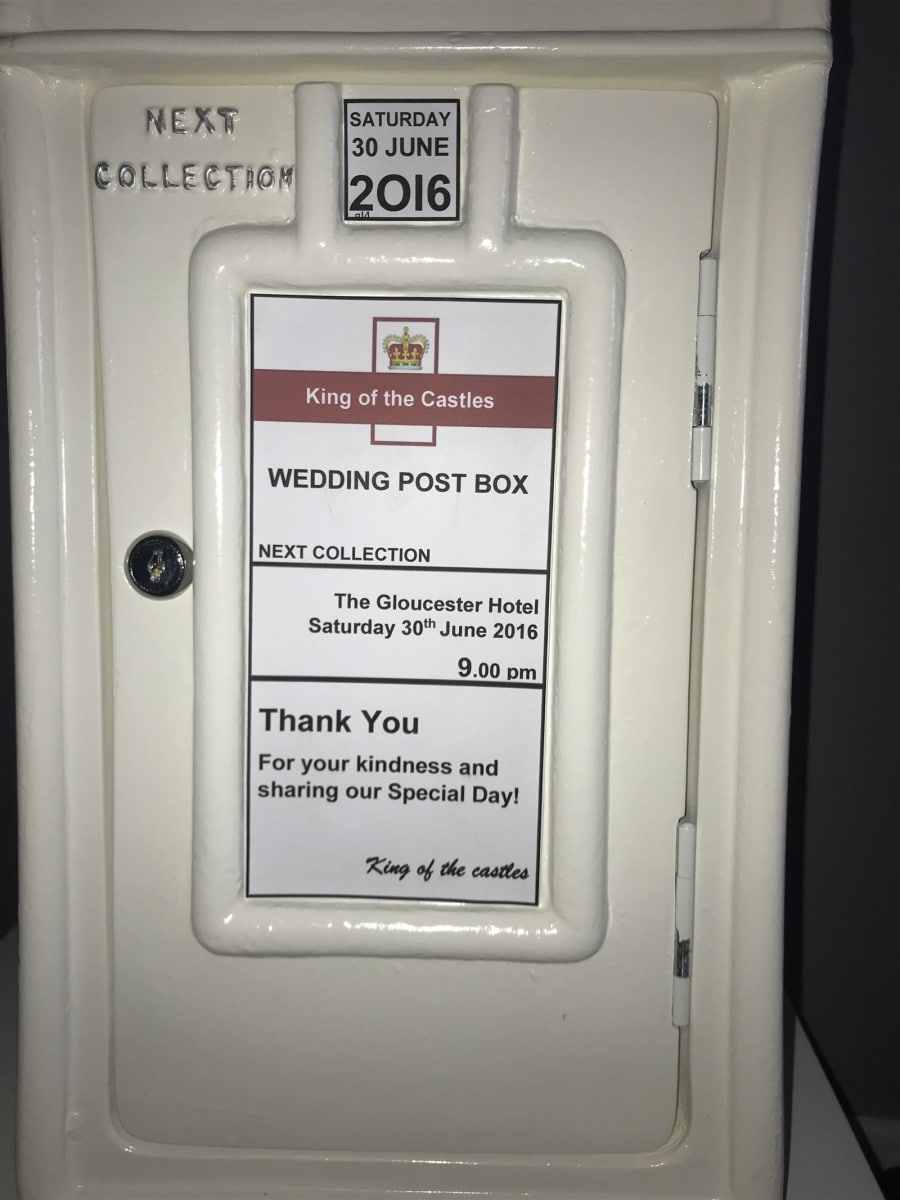 NEXT
COLLECTION
SATURDAY
30 JUNE
2016
King of the Castles
WEDDING POST BOX
NEXT COLLECTION
The Gloucester Hotel
Saturday 30th June 2016
9.00 pm
Thank You
For your kindness and
sharing our Special Day!
King of the castles